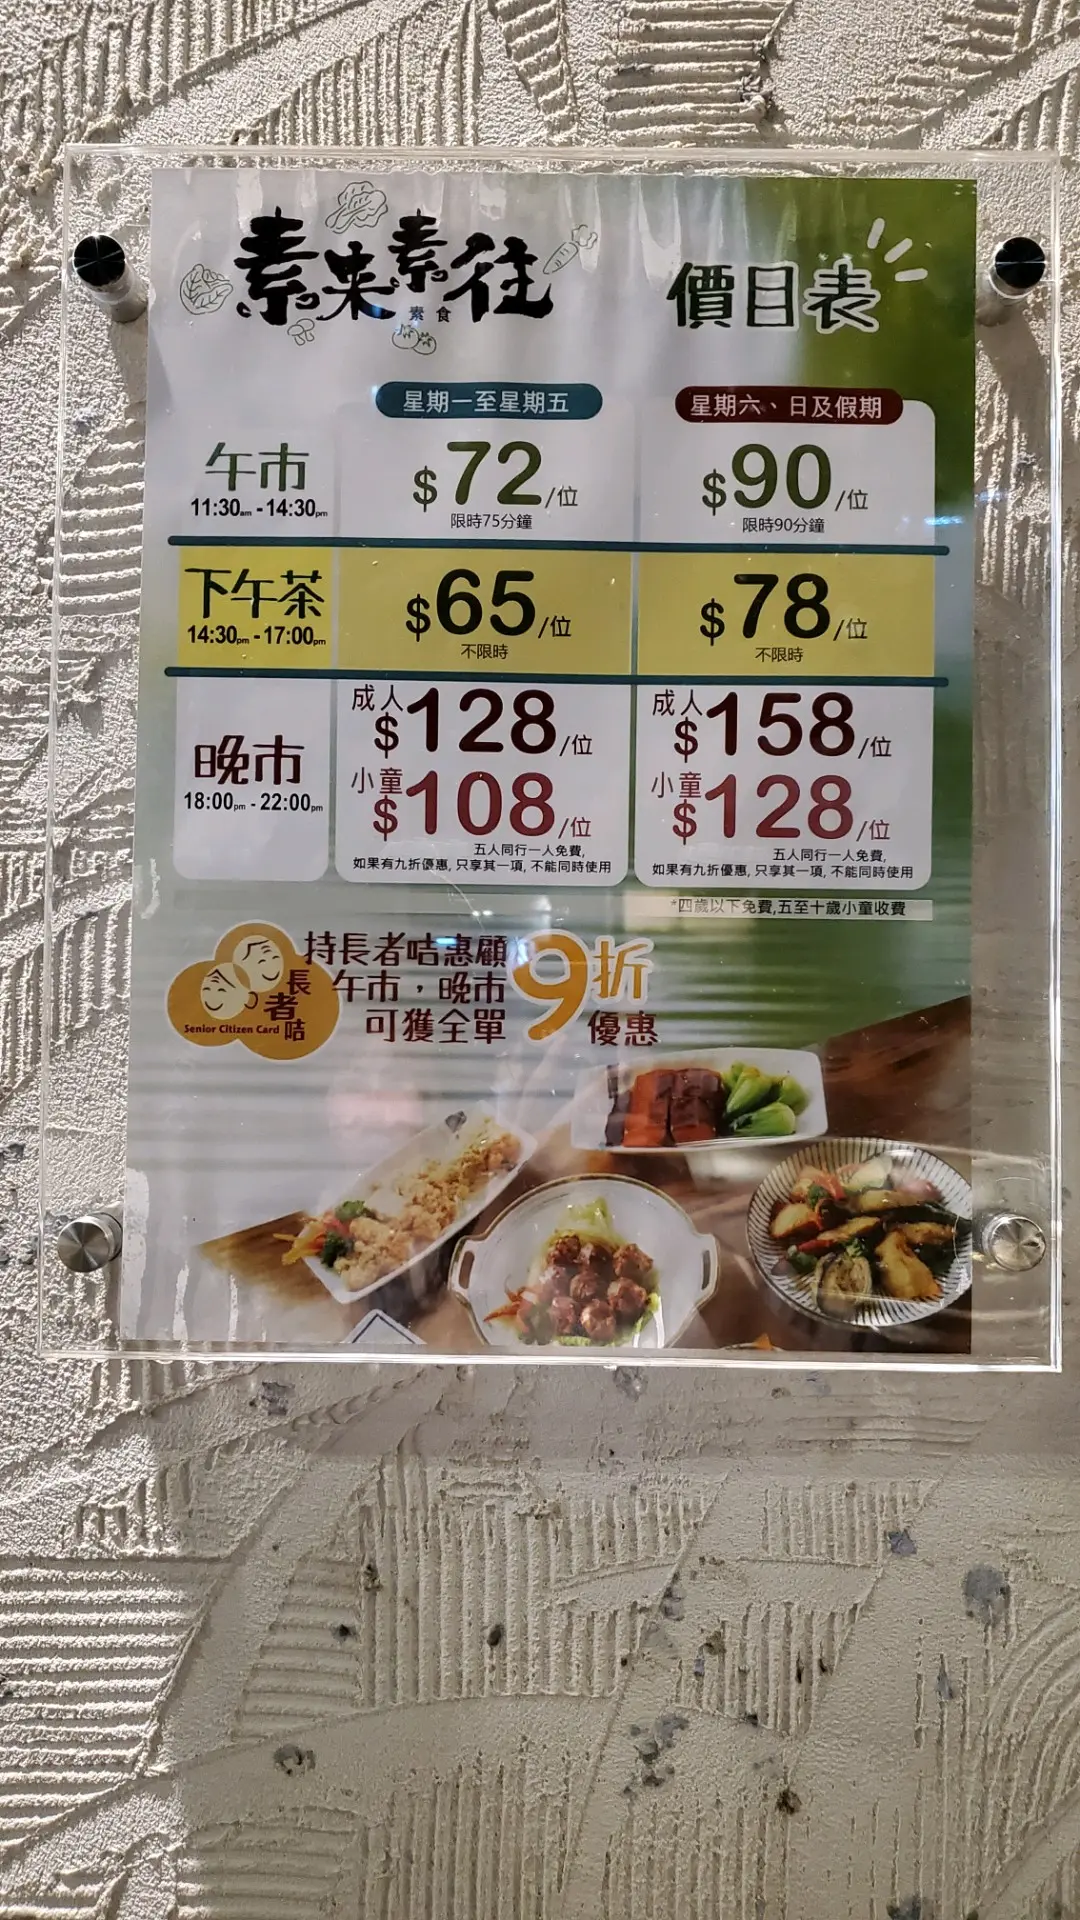 素來素往
素食
價目表
星期一至星期五
星期六、日及假期
午市
11:30am - 14:30pm
$72/位
限時75分鐘
$90/位
限時90分鐘
下午茶
14:30pm - 17:00pm
$65/位
不限時
$78/位
不限時
晚市
18:00pm - 22:00pm
成人
$128/位
小童
$108/位
五人同行一人免費,
如果有九折優惠, 只享其一項, 不能同時使用
成人
$158/位
小童
$128/位
五人同行一人免費,
如果有九折優惠, 只享其一項, 不能同時使用
*四歲以下免費,五至十歲小童收費
長者咭
Senior Citizen Card
持長者咭惠顧
午市，晚市
可獲全單
9折
優惠